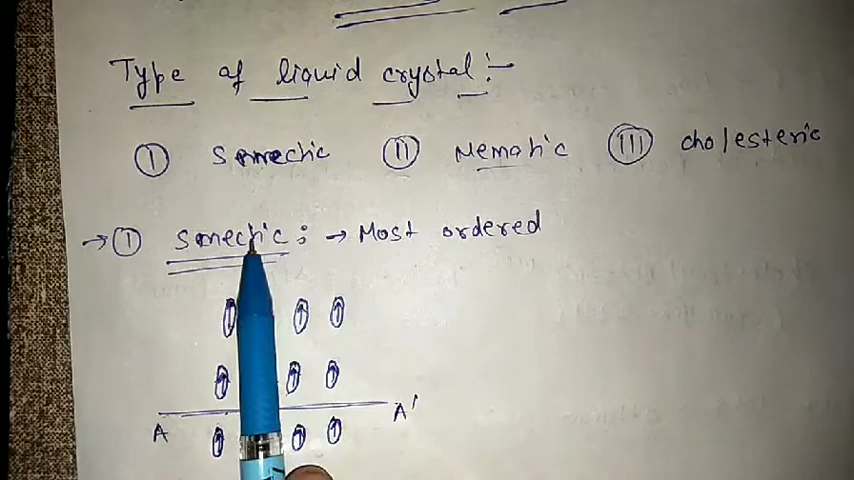 Type of liquid crystal :-
I Smectic II Nematic III cholesteric
→ I Smectic : → Most ordered
A A'